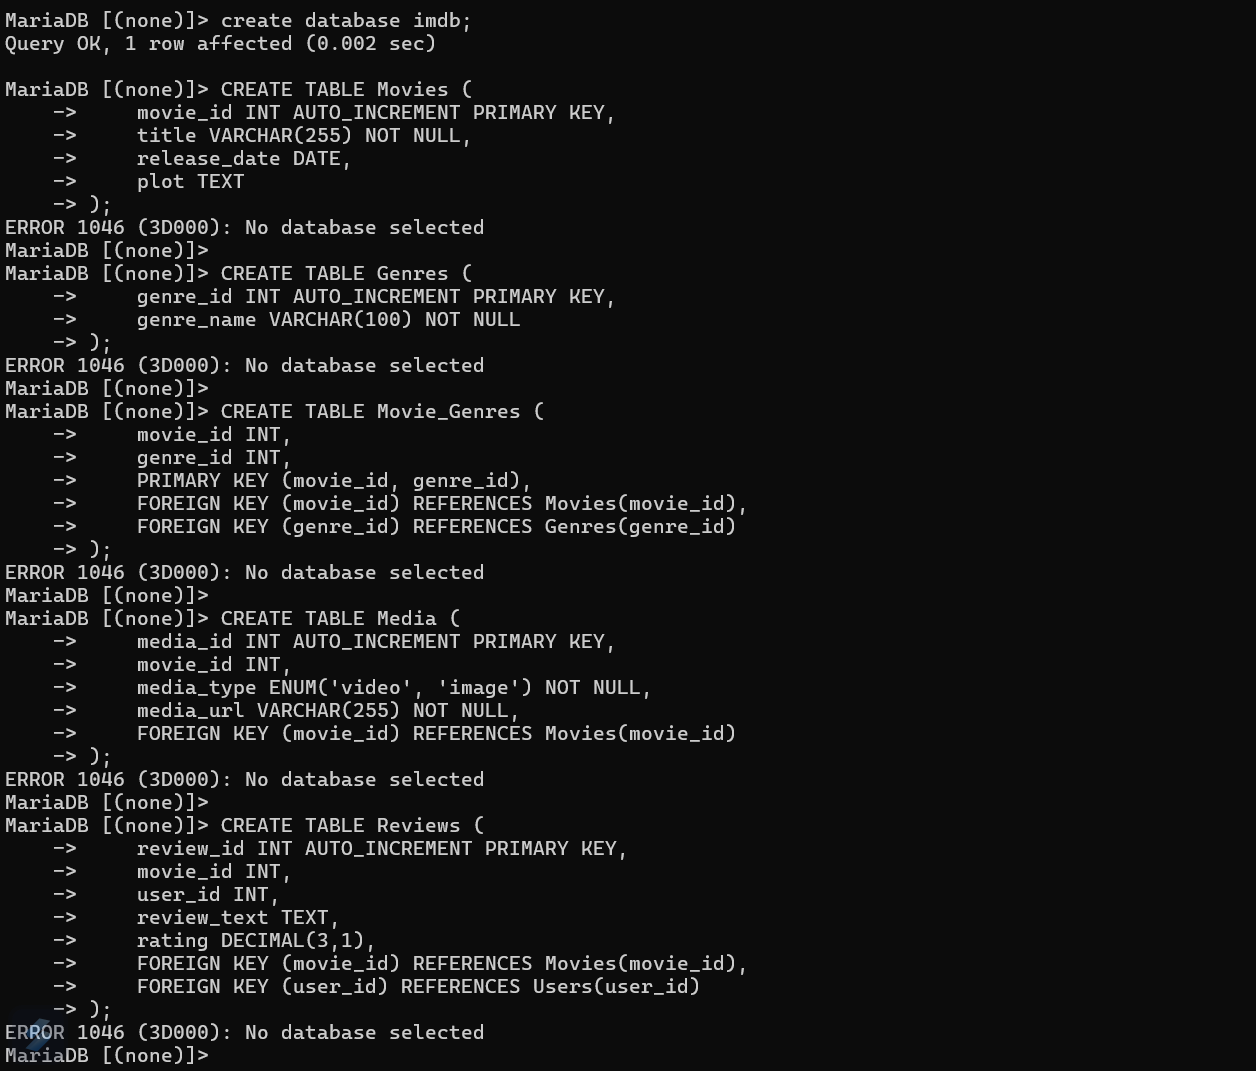 MariaDB [(none)]> create database imdb;
Query OK, 1 row affected (0.002 sec)

MariaDB [(none)]> CREATE TABLE Movies (
    ->     movie_id INT AUTO_INCREMENT PRIMARY KEY,
    ->     title VARCHAR(255) NOT NULL,
    ->     release_date DATE,
    ->     plot TEXT
    -> );
ERROR 1046 (3D000): No database selected
MariaDB [(none)]>
MariaDB [(none)]> CREATE TABLE Genres (
    ->     genre_id INT AUTO_INCREMENT PRIMARY KEY,
    ->     genre_name VARCHAR(100) NOT NULL
    -> );
ERROR 1046 (3D000): No database selected
MariaDB [(none)]>
MariaDB [(none)]> CREATE TABLE Movie_Genres (
    ->     movie_id INT,
    ->     genre_id INT,
    ->     PRIMARY KEY (movie_id, genre_id),
    ->     FOREIGN KEY (movie_id) REFERENCES Movies(movie_id),
    ->     FOREIGN KEY (genre_id) REFERENCES Genres(genre_id)
    -> );
ERROR 1046 (3D000): No database selected
MariaDB [(none)]>
MariaDB [(none)]> CREATE TABLE Media (
    ->     media_id INT AUTO_INCREMENT PRIMARY KEY,
    ->     movie_id INT,
    ->     media_type ENUM('video', 'image') NOT NULL,
    ->     media_url VARCHAR(255) NOT NULL,
    ->     FOREIGN KEY (movie_id) REFERENCES Movies(movie_id)
    -> );
ERROR 1046 (3D000): No database selected
MariaDB [(none)]>
MariaDB [(none)]> CREATE TABLE Reviews (
    ->     review_id INT AUTO_INCREMENT PRIMARY KEY,
    ->     movie_id INT,
    ->     user_id INT,
    ->     review_text TEXT,
    ->     rating DECIMAL(3,1),
    ->     FOREIGN KEY (movie_id) REFERENCES Movies(movie_id),
    ->     FOREIGN KEY (user_id) REFERENCES Users(user_id)
    -> );
ERROR 1046 (3D000): No database selected
MariaDB [(none)]>